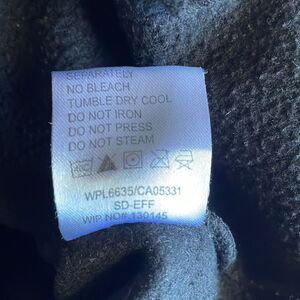 SEPARATELY
NO BLEACH
TUMBLE DRY COOL
DO NOT IRON
DO NOT PRESS
DO NOT STEAM
WPL6635/CA05331
SD-EFF
WIP NO#.130145